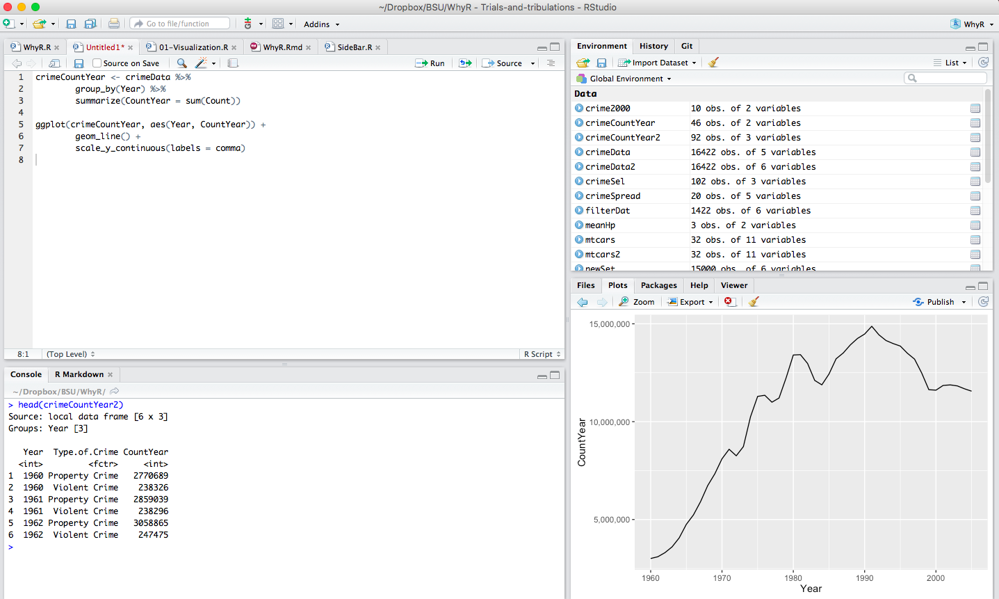 ~/Dropbox/BSU/WhyR - Trials-and-tribulations - RStudio
Go to file/function
Addins
WhyR
WhyR.R
Untitled1*
01-Visualization.R
WhyR.Rmd
SideBar.R
Source on Save
Run
Source
1 crimeCountYear <- crimeData %>%
2 group_by(Year) %>%
3 summarize(CountYear = sum(Count))
4
5 ggplot(crimeCountYear, aes(Year, CountYear)) +
6 geom_line() +
7 scale_y_continuous(labels = comma)
8
8:1 (Top Level) R Script
Console R Markdown
~/Dropbox/BSU/WhyR/
> head(crimeCountYear2)
Source: local data frame [6 x 3]
Groups: Year [3]
Year Type.of.Crime CountYear
<int> <fctr> <int>
1 1960 Property Crime 2770689
2 1960 Violent Crime 238326
3 1961 Property Crime 2859039
4 1961 Violent Crime 238296
5 1962 Property Crime 3058865
6 1962 Violent Crime 247475
>
Environment History Git
Import Dataset List
Global Environment
Data
crime2000 10 obs. of 2 variables
crimeCountYear 46 obs. of 2 variables
crimeCountYear2 92 obs. of 3 variables
crimeData 16422 obs. of 5 variables
crimeData2 16422 obs. of 6 variables
crimeSel 102 obs. of 3 variables
crimeSpread 20 obs. of 5 variables
filterDat 1422 obs. of 6 variables
meanHp 3 obs. of 2 variables
mtcars 32 obs. of 11 variables
mtcars2 32 obs. of 11 variables
newSet 15000 obs. of 6 variables
Files Plots Packages Help Viewer
Zoom Export Publish
15,000,000
10,000,000
5,000,000
CountYear
1960 1970 1980 1990 2000
Year